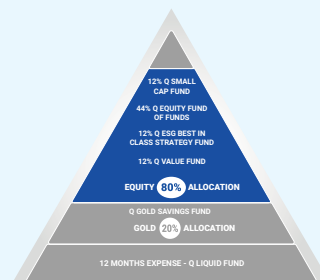 12% Q SMALL
CAP FUND
44% Q EQUITY FUND
OF FUNDS
12% Q ESG BEST IN
CLASS STRATEGY FUND
12% Q VALUE FUND
EQUITY 80% ALLOCATION
Q GOLD SAVINGS FUND
GOLD 20% ALLOCATION
12 MONTHS EXPENSE - Q LIQUID FUND